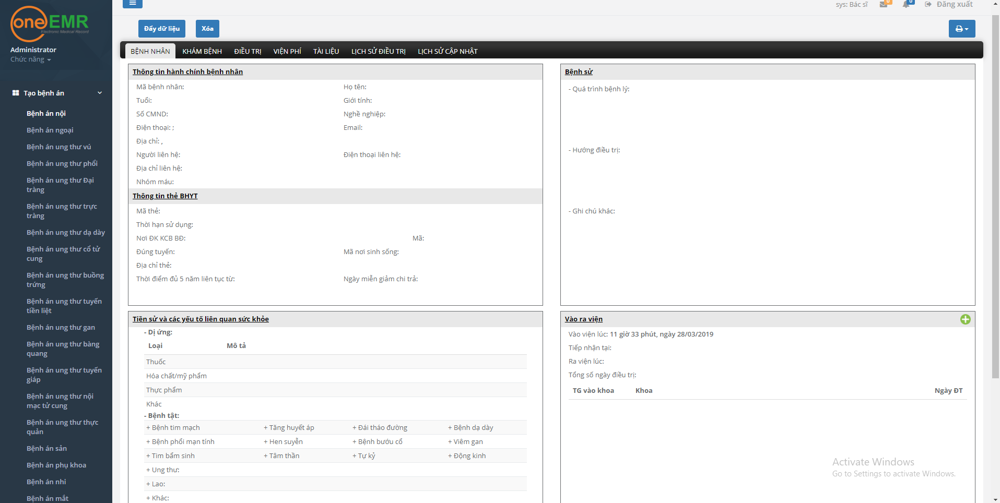 oneEMR
Electronic Medical Record
Administrator
Chức năng
Tạo bệnh án
Bệnh án nội
Bệnh án ngoại
Bệnh án ung thư vú
Bệnh án ung thư phổi
Bệnh án ung thư Đại
tràng
Bệnh án ung thư trực
tràng
Bệnh án ung thư dạ dày
Bệnh án ung thư cổ tử
cung
Bệnh án ung thư buồng
trứng
Bệnh án ung thư tuyến
tiền liệt
Bệnh án ung thư gan
Bệnh án ung thư bàng
quang
Bệnh án ung thư tuyến
giáp
Bệnh án ung thư nội
mạc tử cung
Bệnh án ung thư thực
quản
Bệnh án sản
Bệnh án phụ khoa
Bệnh án nhi
Bệnh án mắt
sys: Bác sĩ 0 0 Đăng xuất
Đẩy dữ liệu Xóa
BỆNH NHÂN KHÁM BỆNH ĐIỀU TRỊ VIỆN PHÍ TÀI LIỆU LỊCH SỬ ĐIỀU TRỊ LỊCH SỬ CẬP NHẬT
Thông tin hành chính bệnh nhân
Mã bệnh nhân: Họ tên:
Tuổi: Giới tính:
Số CMND: Nghề nghiệp:
Điện thoại: ; Email:
Địa chỉ: ,
Người liên hệ: Điện thoại liên hệ:
Địa chỉ liên hệ:
Nhóm máu:
Thông tin thẻ BHYT
Mã thẻ:
Thời hạn sử dụng:
Nơi ĐK KCB BĐ: Mã:
Đúng tuyến: Mã nơi sinh sống:
Địa chỉ thẻ:
Thời điểm đủ 5 năm liên tục từ: Ngày miễn giảm chi trả:
Bệnh sử
- Quá trình bệnh lý:
- Hướng điều trị:
- Ghi chú khác:
Tiền sử và các yếu tố liên quan sức khỏe
- Dị ứng:
Loại Mô tả
Thuốc
Hóa chất/mỹ phẩm
Thực phẩm
Khác
- Bệnh tật:
+ Bệnh tim mạch + Tăng huyết áp + Đái tháo đường + Bệnh dạ dày
+ Bệnh phổi mạn tính + Hen suyễn + Bệnh bướu cổ + Viêm gan
+ Tim bẩm sinh + Tâm thần + Tự kỷ + Động kinh
+ Ung thư:
+ Lao:
+ Khác:
Vào ra viện
Vào viện lúc: 11 giờ 33 phút, ngày 28/03/2019
Tiếp nhận tại:
Ra viện lúc:
Tổng số ngày điều trị:
TG vào khoa Khoa Ngày ĐT
Activate Windows
Go to Settings to activate Windows.